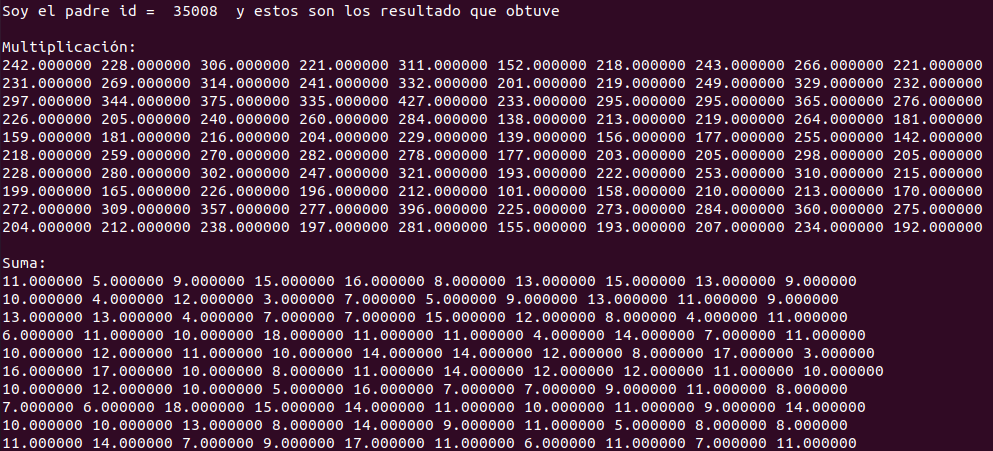 Soy el padre id =  35008  y estos son los resultado que obtuve
Multiplicación:
242.000000 228.000000 306.000000 221.000000 311.000000 152.000000 218.000000 243.000000 266.000000 221.000000
231.000000 269.000000 314.000000 241.000000 332.000000 201.000000 219.000000 249.000000 329.000000 232.000000
297.000000 344.000000 375.000000 335.000000 427.000000 233.000000 295.000000 295.000000 365.000000 276.000000
226.000000 205.000000 240.000000 260.000000 284.000000 138.000000 213.000000 219.000000 264.000000 181.000000
159.000000 181.000000 216.000000 204.000000 229.000000 139.000000 156.000000 177.000000 255.000000 142.000000
218.000000 259.000000 270.000000 282.000000 278.000000 177.000000 203.000000 205.000000 298.000000 205.000000
228.000000 280.000000 302.000000 247.000000 321.000000 193.000000 222.000000 253.000000 310.000000 215.000000
199.000000 165.000000 226.000000 196.000000 212.000000 101.000000 158.000000 210.000000 213.000000 170.000000
272.000000 309.000000 357.000000 277.000000 396.000000 225.000000 273.000000 284.000000 360.000000 275.000000
204.000000 212.000000 238.000000 197.000000 281.000000 155.000000 193.000000 207.000000 234.000000 192.000000
Suma:
11.000000 5.000000 9.000000 15.000000 16.000000 8.000000 13.000000 15.000000 13.000000 9.000000
10.000000 4.000000 12.000000 3.000000 7.000000 5.000000 9.000000 13.000000 11.000000 9.000000
13.000000 13.000000 4.000000 7.000000 7.000000 15.000000 12.000000 8.000000 4.000000 11.000000
6.000000 11.000000 10.000000 18.000000 11.000000 11.000000 4.000000 14.000000 7.000000 11.000000
10.000000 12.000000 11.000000 10.000000 14.000000 14.000000 12.000000 8.000000 17.000000 3.000000
16.000000 17.000000 10.000000 8.000000 11.000000 14.000000 12.000000 12.000000 11.000000 10.000000
10.000000 12.000000 10.000000 5.000000 16.000000 7.000000 7.000000 9.000000 11.000000 8.000000
7.000000 6.000000 18.000000 15.000000 14.000000 11.000000 10.000000 11.000000 9.000000 14.000000
10.000000 10.000000 13.000000 8.000000 14.000000 9.000000 11.000000 5.000000 8.000000 8.000000
11.000000 14.000000 7.000000 9.000000 17.000000 11.000000 6.000000 11.000000 7.000000 11.000000